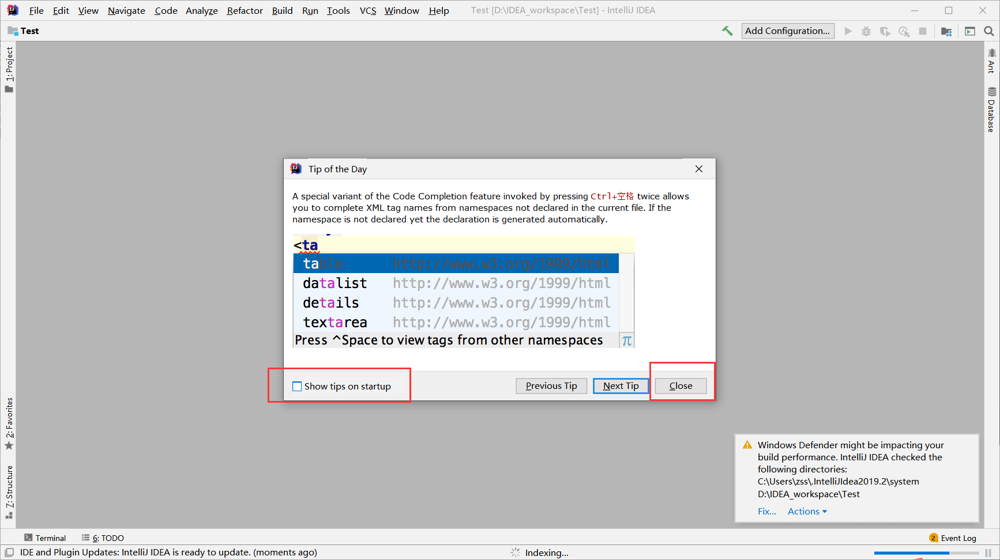 File Edit View Navigate Code Analyze Refactor Build Run Tools VCS Window Help Test [D:\IDEA_workspace\Test] - IntelliJ IDEA
Test
Add Configuration...
1: Project
Ant
Database
Tip of the Day
A special variant of the Code Completion feature invoked by pressing Ctrl+空格 twice allows
you to complete XML tag names from namespaces not declared in the current file. If the
namespace is not declared yet the declaration is generated automatically.
<ta
table http://www.w3.org/1999/html
datalist http://www.w3.org/1999/html
details http://www.w3.org/1999/html
textarea http://www.w3.org/1999/html
Press ^Space to view tags from other namespaces π
Show tips on startup Previous Tip Next Tip Close
2: Favorites
7: Structure
Windows Defender might be impacting your
build performance. IntelliJ IDEA checked the
following directories:
C:\Users\zss\.IntelliJIdea2019.2\system
D:\IDEA_workspace\Test
Fix... Actions
Terminal 6: TODO 2 Event Log
IDE and Plugin Updates: IntelliJ IDEA is ready to update. (moments ago) Indexing...